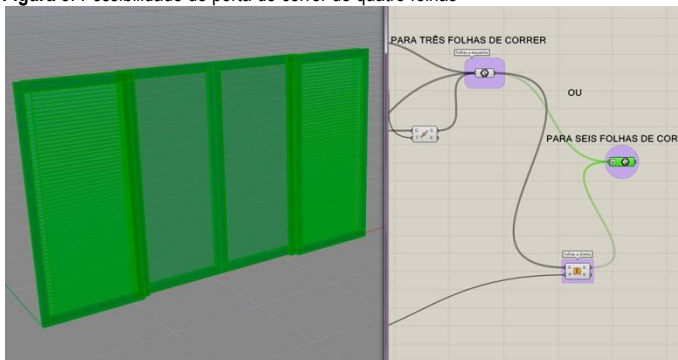 Figura 9. Possibilidade de porta de correr de quatro folhas
PARA TRÊS FOLHAS DE CORRER
Folhas a esquerda
OU
PARA SEIS FOLHAS DE COR
Folhas a direita